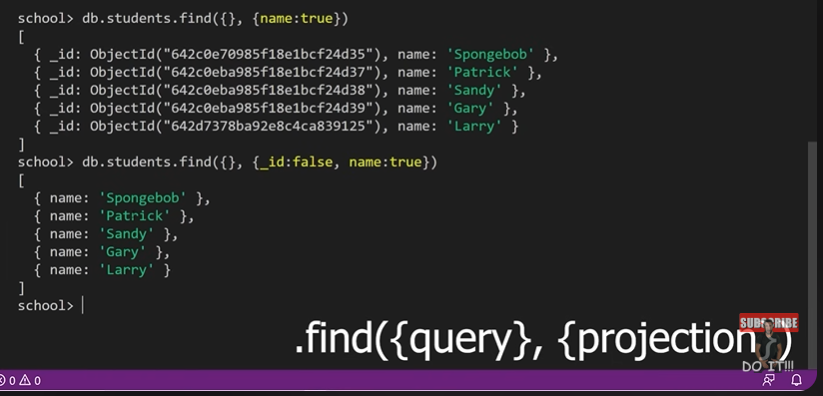 school> db.students.find({}, {name:true})
[
  { _id: ObjectId("642c0e70985f18e1bcf24d35"), name: 'Spongebob' },
  { _id: ObjectId("642c0eba985f18e1bcf24d37"), name: 'Patrick' },
  { _id: ObjectId("642c0eba985f18e1bcf24d38"), name: 'Sandy' },
  { _id: ObjectId("642c0eba985f18e1bcf24d39"), name: 'Gary' },
  { _id: ObjectId("642d7378ba92e8c4ca839125"), name: 'Larry' }
]
school> db.students.find({}, {_id:false, name:true})
[
  { name: 'Spongebob' },
  { name: 'Patrick' },
  { name: 'Sandy' },
  { name: 'Gary' },
  { name: 'Larry' }
]
school>
.find({query}, {projection )
SUBSCRIBE
DO IT!!!
0 0